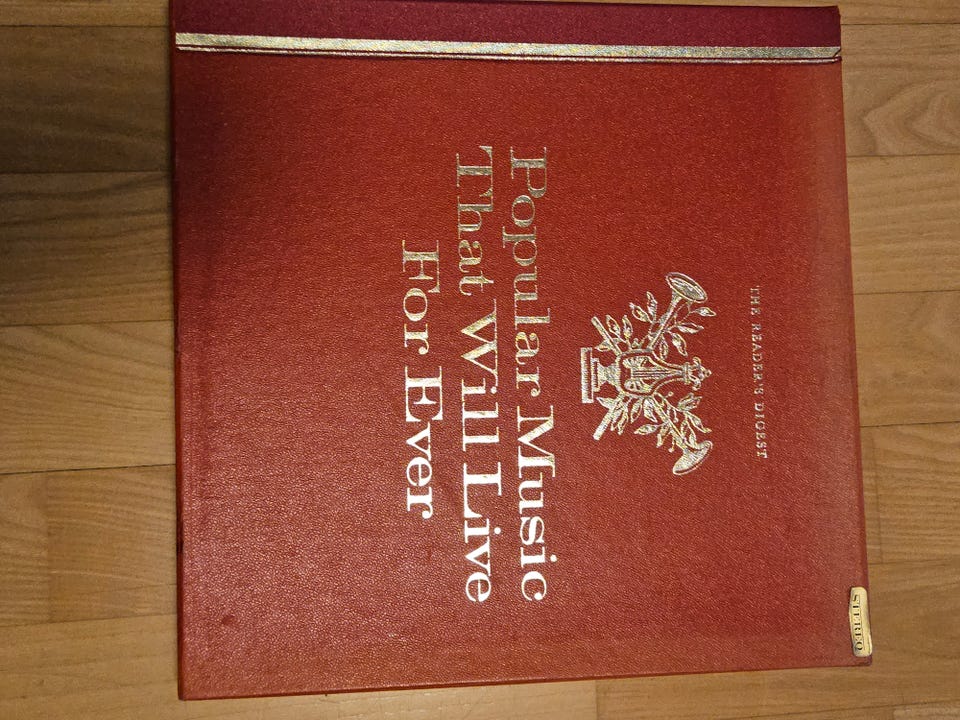 THE READER'S DIGEST
Popular Music
That Will Live
For Ever
STEREO